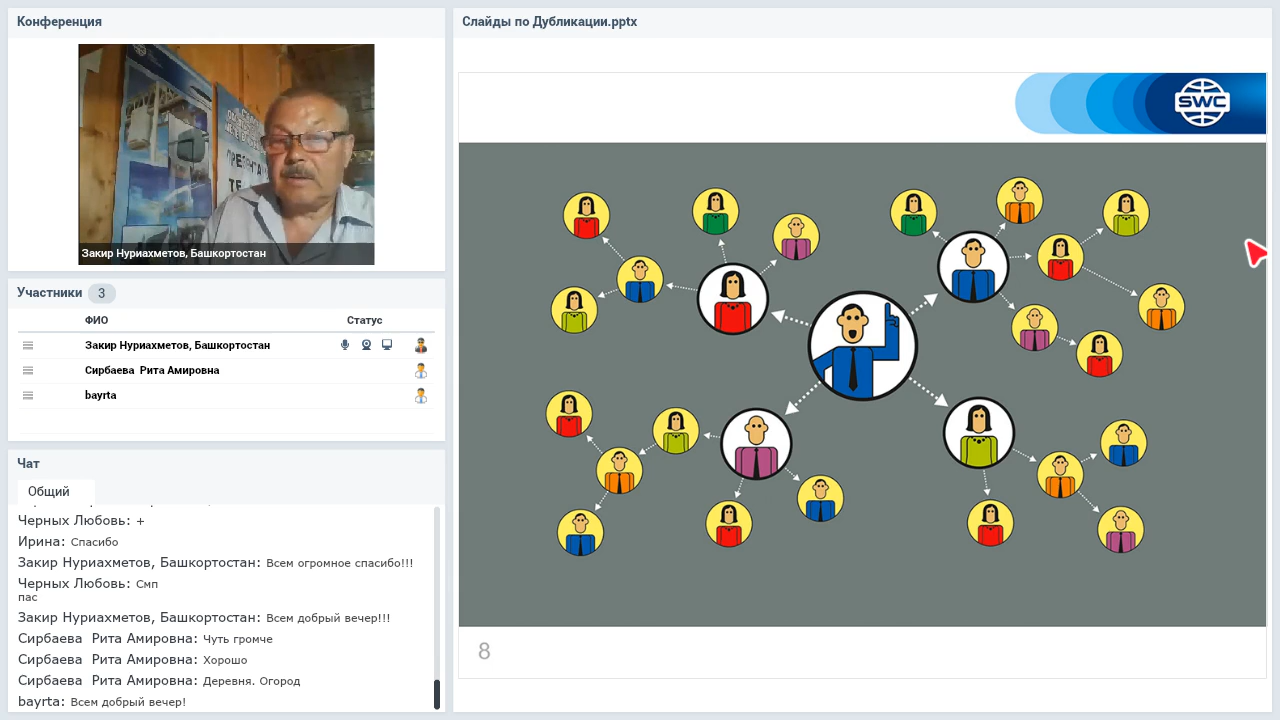 Конференция
Закир Нуриахметов, Башкортостан
Участники 3
ФИО Статус
Закир Нуриахметов, Башкортостан
Сирбаева Рита Амировна
bayrta
Чат
Общий
Черных Любовь: +
Ирина: Спасибо
Закир Нуриахметов, Башкортостан: Всем огромное спасибо!!!
Черных Любовь: Смп
пас
Закир Нуриахметов, Башкортостан: Всем добрый вечер!!!
Сирбаева Рита Амировна: Чуть громче
Сирбаева Рита Амировна: Хорошо
Сирбаева Рита Амировна: Деревня. Огород
bayrta: Всем добрый вечер!
Слайды по Дубликации.pptx
SWC
8